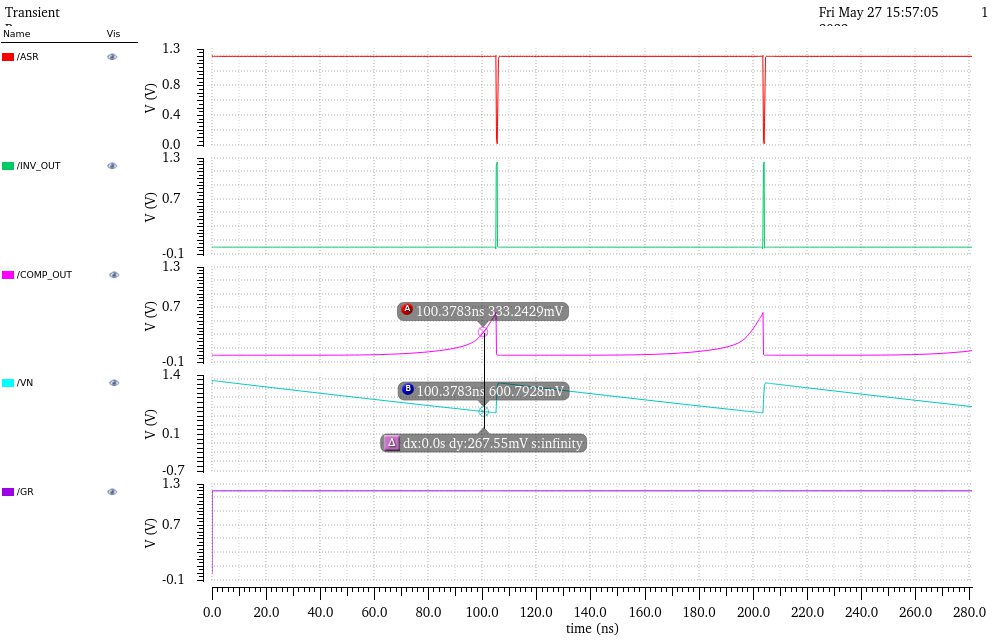 Transient
Fri May 27 15:57:05
1
Name Vis
/ASR
1.3
0.8
0.4
0.0
V (V)
/INV_OUT
1.3
0.7
-0.1
V (V)
/COMP_OUT
1.3
0.7
-0.1
V (V)
A 100.3783ns 333.2429mV
/VN
1.4
0.1
-0.7
V (V)
B 100.3783ns 600.7928mV
Δ dx:0.0s dy:267.55mV s:infinity
/GR
1.3
0.7
-0.1
V (V)
0.0 20.0 40.0 60.0 80.0 100.0 120.0 140.0 160.0 180.0 200.0 220.0 240.0 260.0 280.0
time (ns)